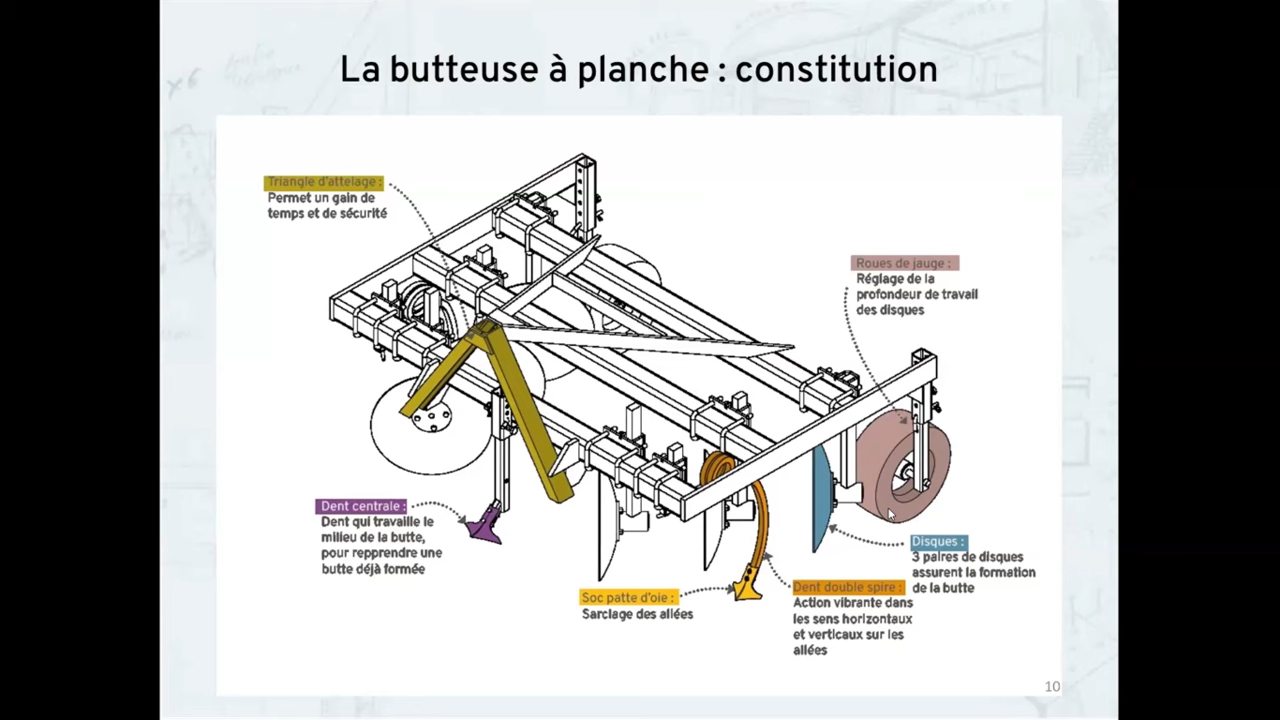 La butteuse à planche : constitution
Triangle d'attelage :
Permet un gain de
temps et de sécurité
Roues de jauge :
Réglage de la
profondeur de travail
des disques
Dent centrale :
Dent qui travaille le
milieu de la butte,
pour repprendre une
butte déjà formée
Soc patte d'oie :
Sarclage des allées
Dent double spire :
Action vibrante dans
les sens horizontaux
et verticaux sur les
allées
Disques :
3 paires de disques
assurent la formation
de la butte
10